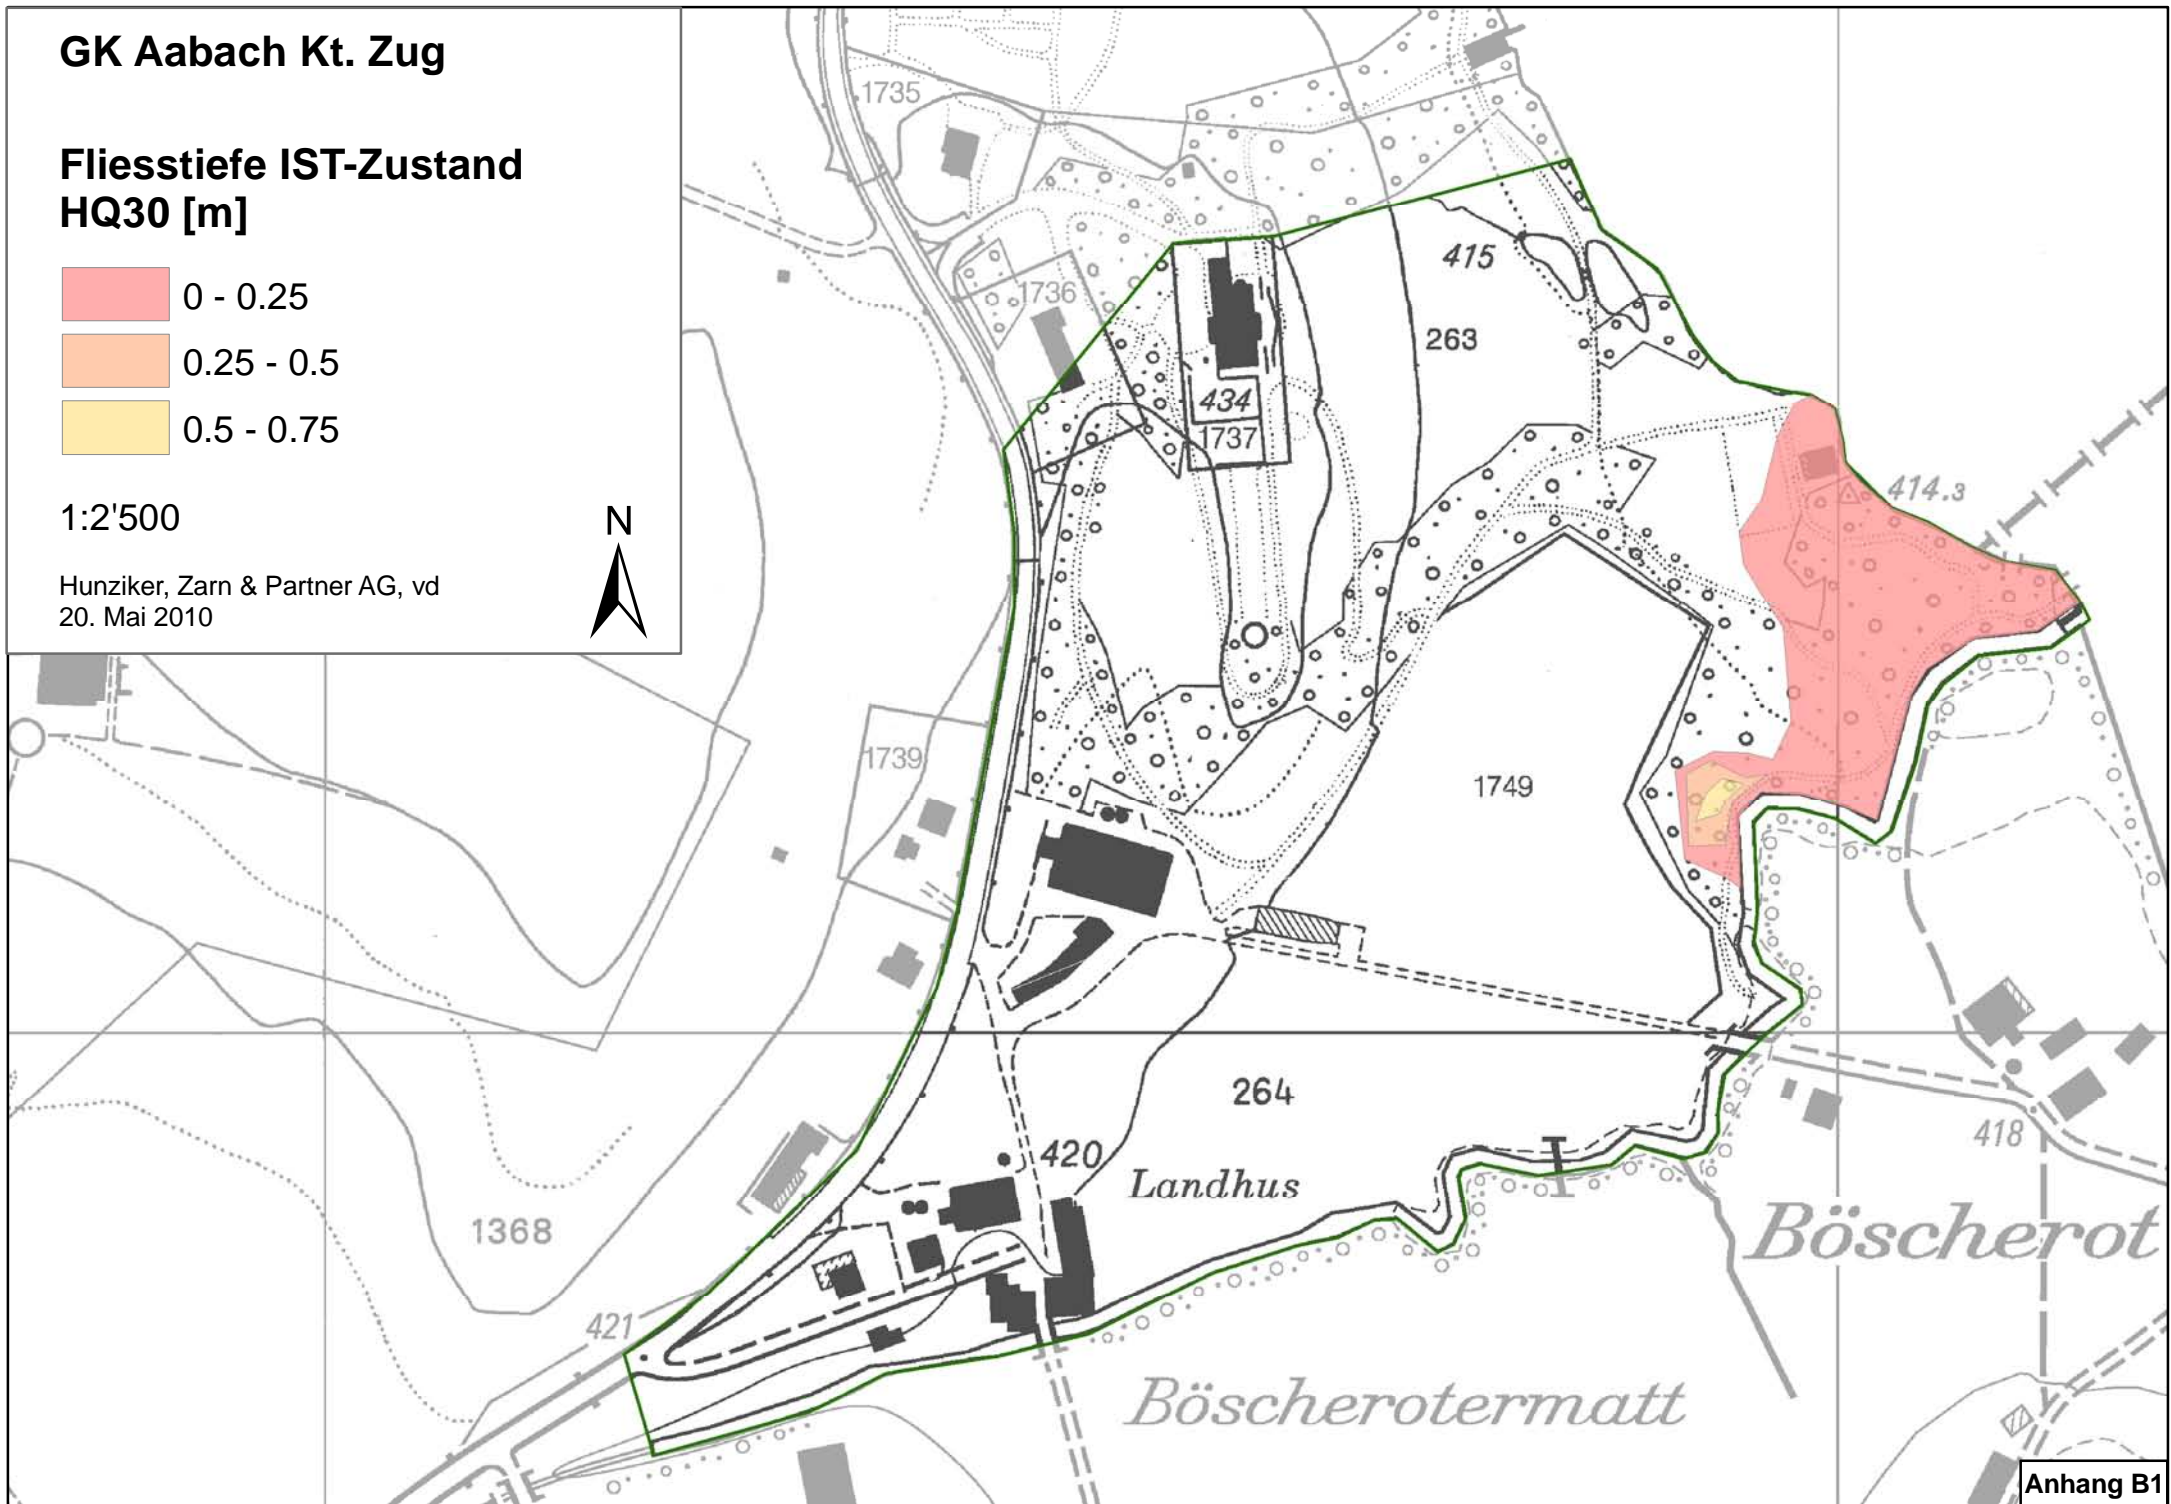 GK Aabach Kt. Zug
Fliesstiefe IST-Zustand
HQ30 [m]
0 - 0.25
0.25 - 0.5
0.5 - 0.75
1:2'500
N
Hunziker, Zarn & Partner AG, vd
20. Mai 2010
1735
415
1736
263
434
1737
414.3
1739
1749
264
420
Landhus
418
1368
Böscherot
421
Böscherotermatt
Anhang B1